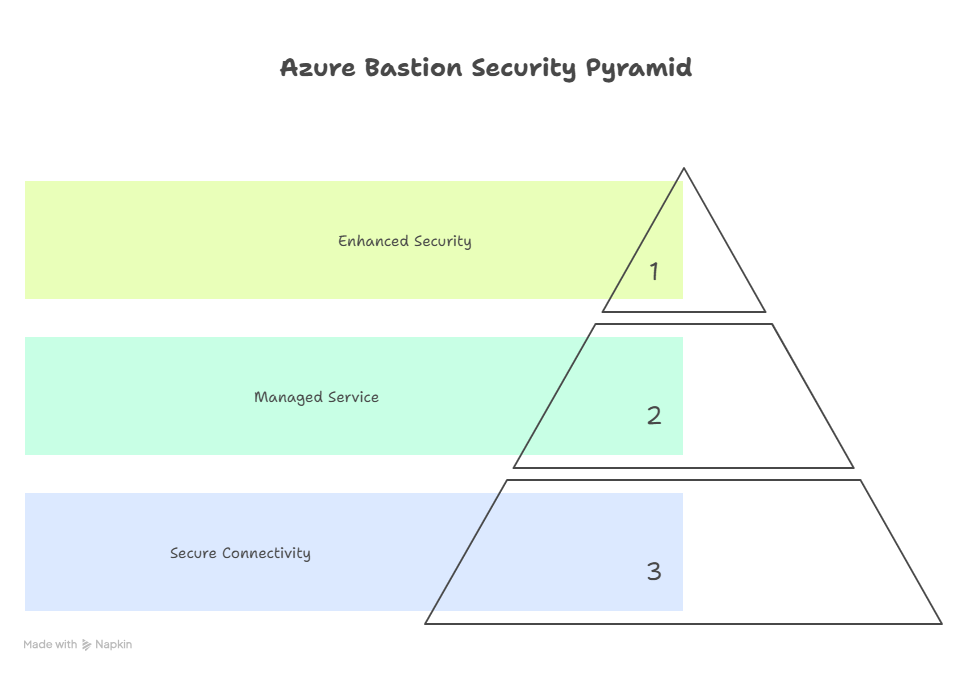 Azure Bastion Security Pyramid
Enhanced Security
1
Managed Service
2
Secure Connectivity
3
Made with Napkin